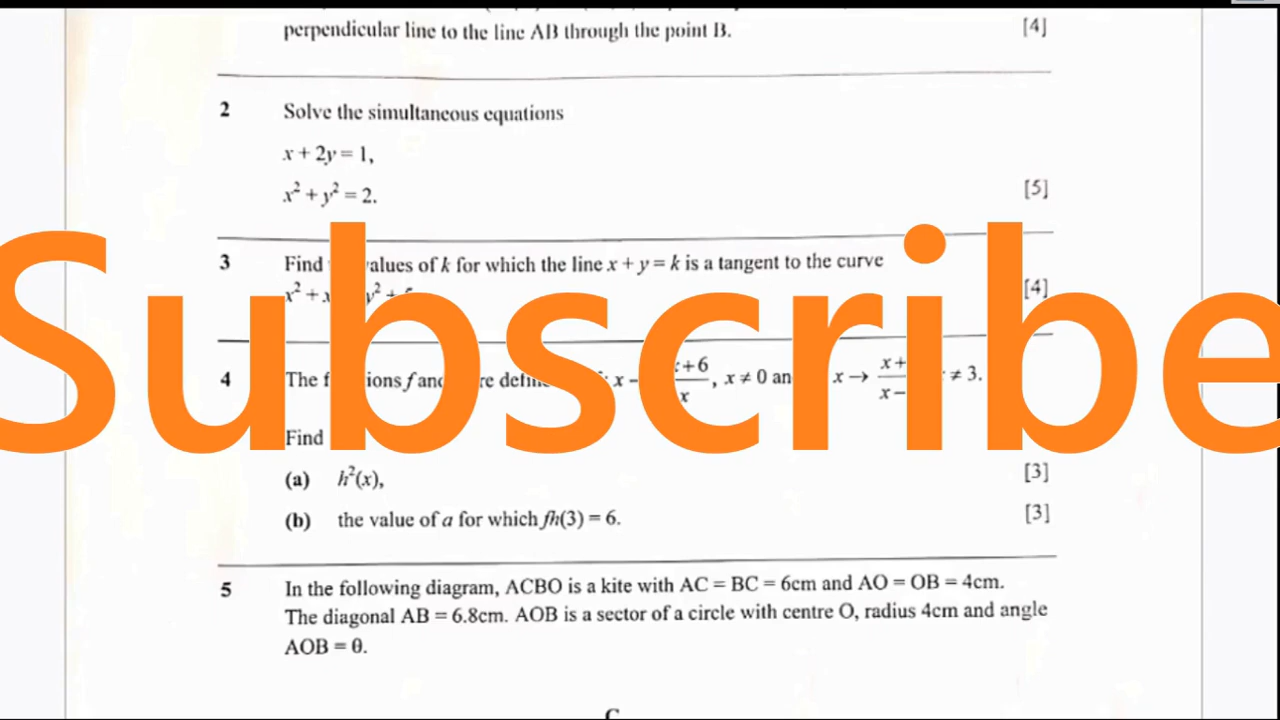 perpendicular line to the line AB through the point B. [4]
2 Solve the simultaneous equations
x + 2y = 1,
x² + y² = 2. [5]
Subscribe
3 Find values of k for which the line x + y = k is a tangent to the curve
x² + [4]
4 The f and defin x x ≠ 0 an x → ≠ 3.
Find
(a) h²(x), [3]
(b) the value of a for which fh(3) = 6. [3]
5 In the following diagram, ACBO is a kite with AC = BC = 6cm and AO = OB = 4cm.
The diagonal AB = 6.8cm. AOB is a sector of a circle with centre O, radius 4cm and angle
AOB = θ.
C